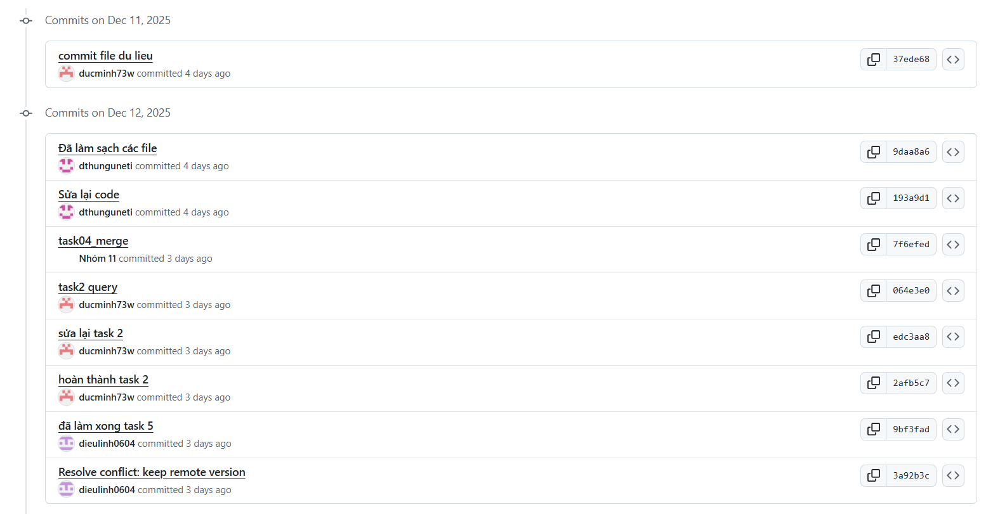 Commits on Dec 11, 2025
commit file du lieu
37ede68
ducminh73w committed 4 days ago
Commits on Dec 12, 2025
Đã làm sạch các file
9daa8a6
dthunguneti committed 4 days ago
Sửa lại code
193a9d1
dthunguneti committed 4 days ago
task04_merge
7f6efed
Nhóm 11 committed 3 days ago
task2 query
064e3e0
ducminh73w committed 3 days ago
sửa lại task 2
edc3aa8
ducminh73w committed 3 days ago
hoàn thành task 2
2afb5c7
ducminh73w committed 3 days ago
đã làm xong task 5
9bf3fad
dieulinh0604 committed 3 days ago
Resolve conflict: keep remote version
3a92b3c
dieulinh0604 committed 3 days ago